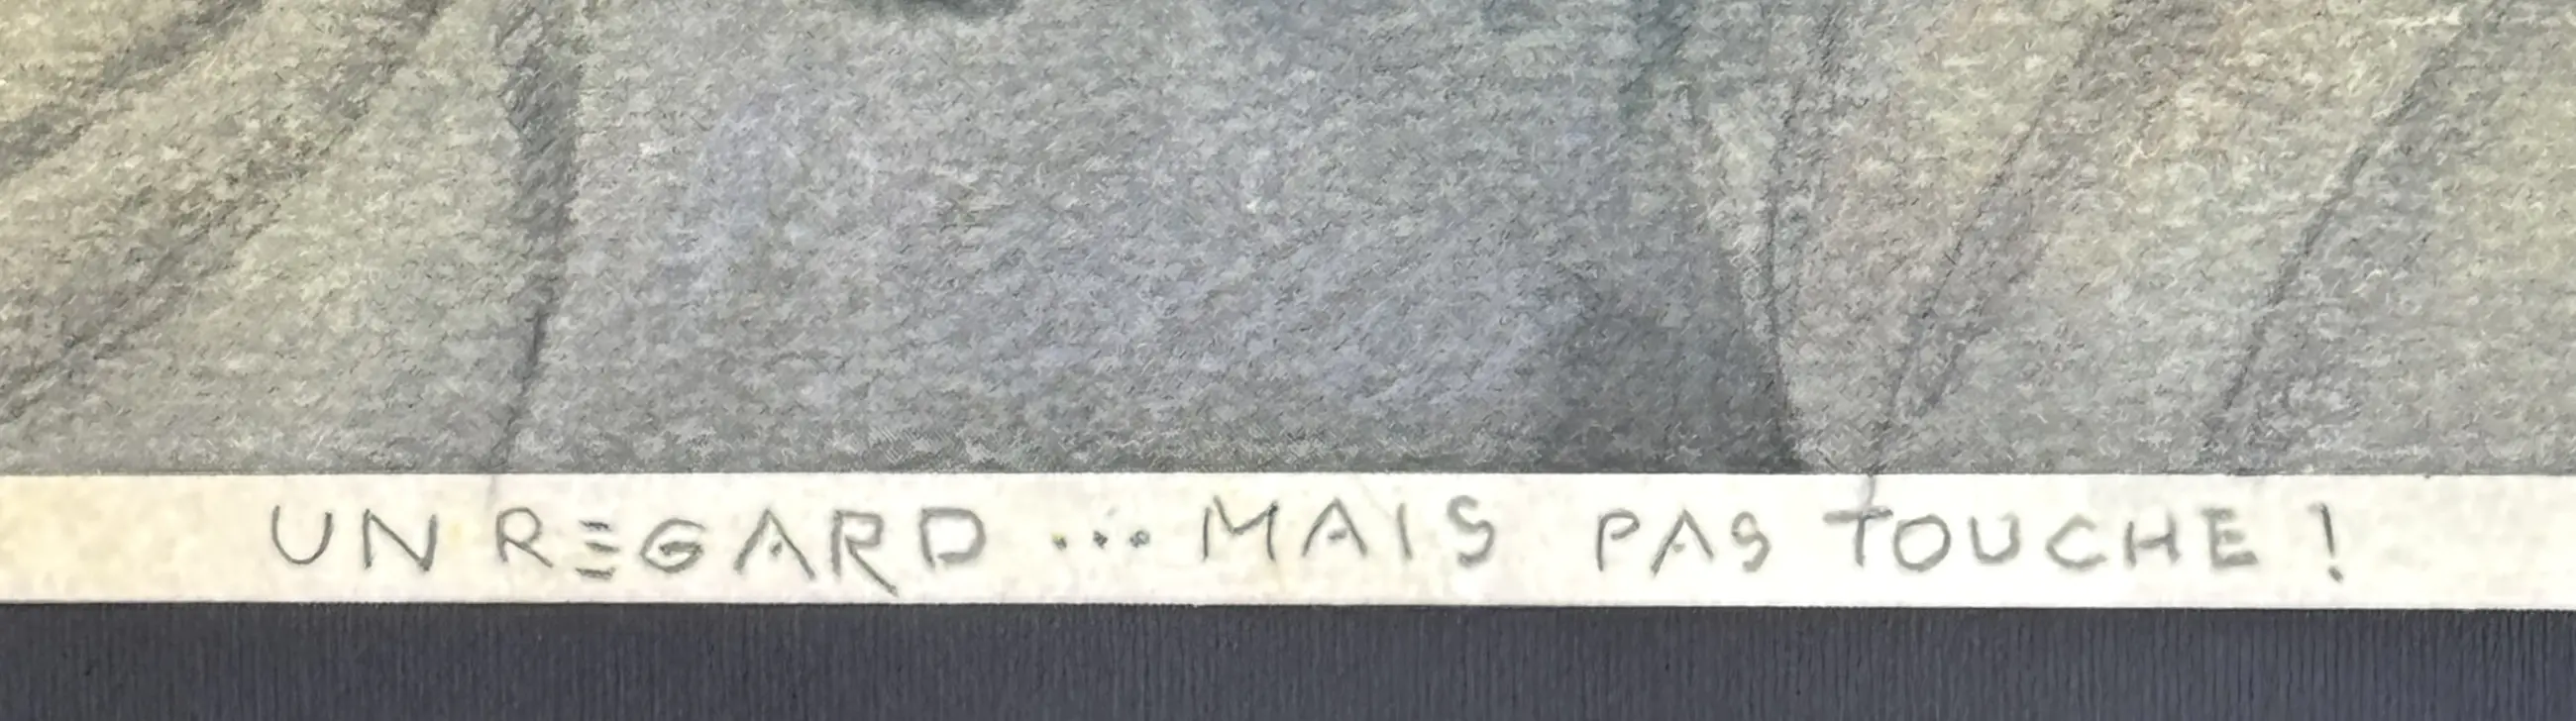 UN REGARD ... MAIS PAS TOUCHE !